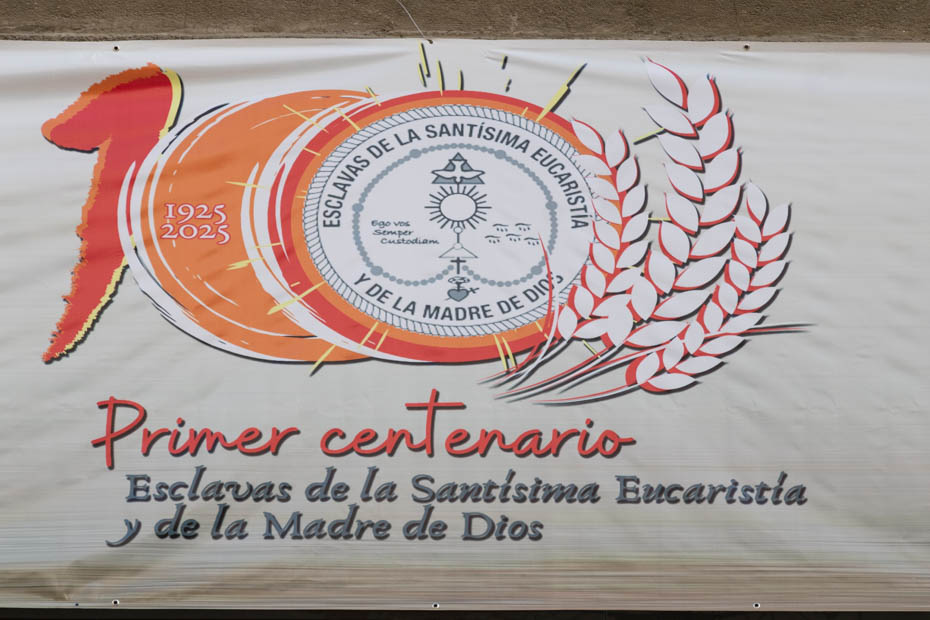 100
1925
2025
ESCLAVAS DE LA SANTÍSIMA EUCARISTÍA
Y DE LA MADRE DE DIOS
Ego vos
Semper
Custodiam
Primer centenario
Esclavas de la Santísima Eucaristía
y de la Madre de Dios